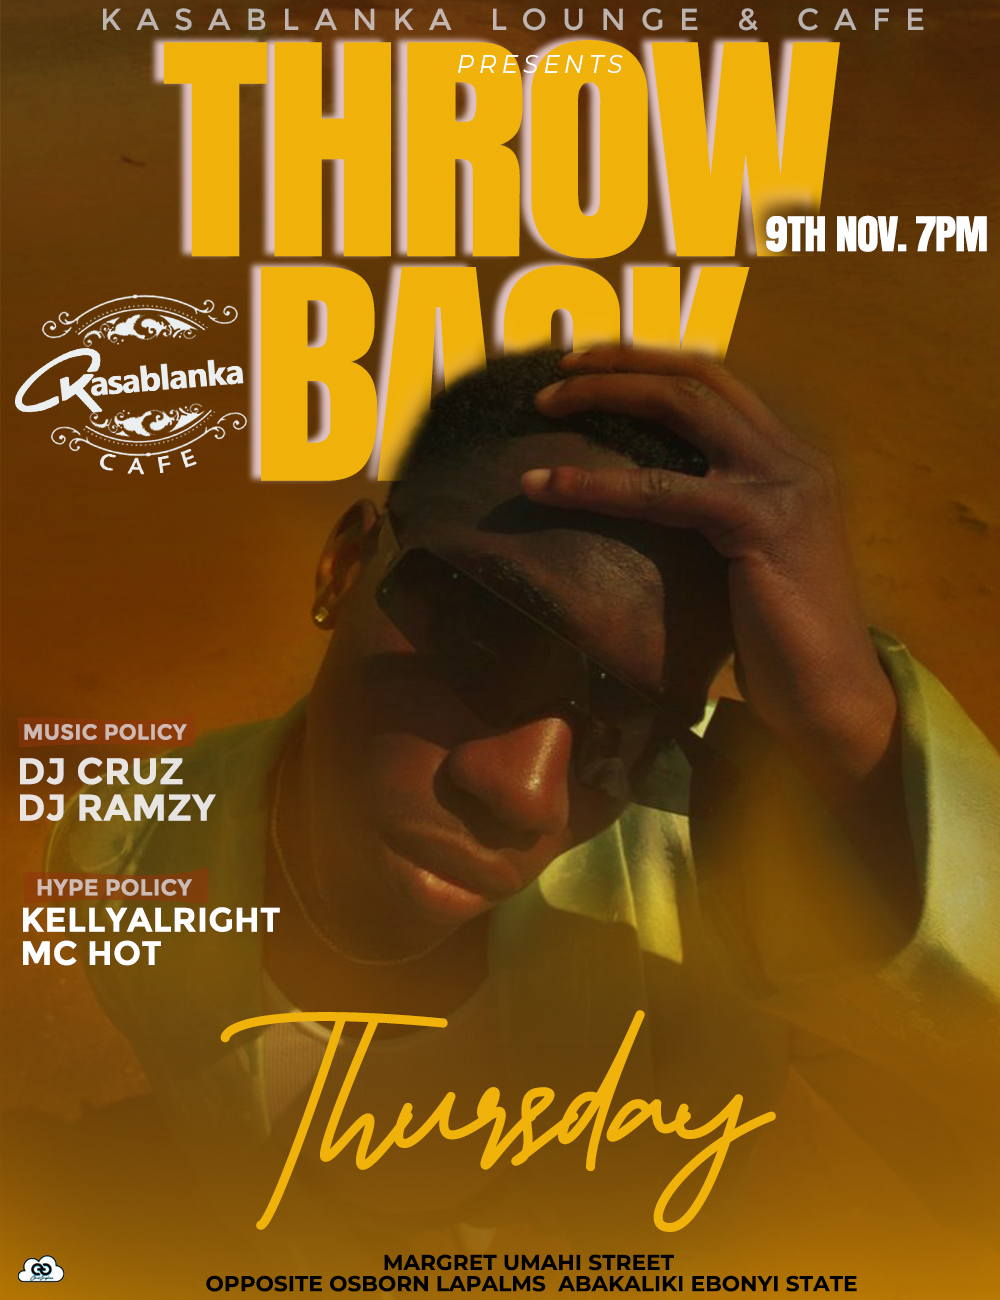 KASABLANKA LOUNGE & CAFE
PRESENTS
THROW
9TH NOV. 7PM
BACK
Kasablanka
CAFE
MUSIC POLICY
DJ CRUZ
DJ RAMZY
HYPE POLICY
KELLYALRIGHT
MC HOT
Thursday
MARGRET UMAHI STREET
OPPOSITE OSBORN LAPALMS ABAKALIKI EBONYI STATE